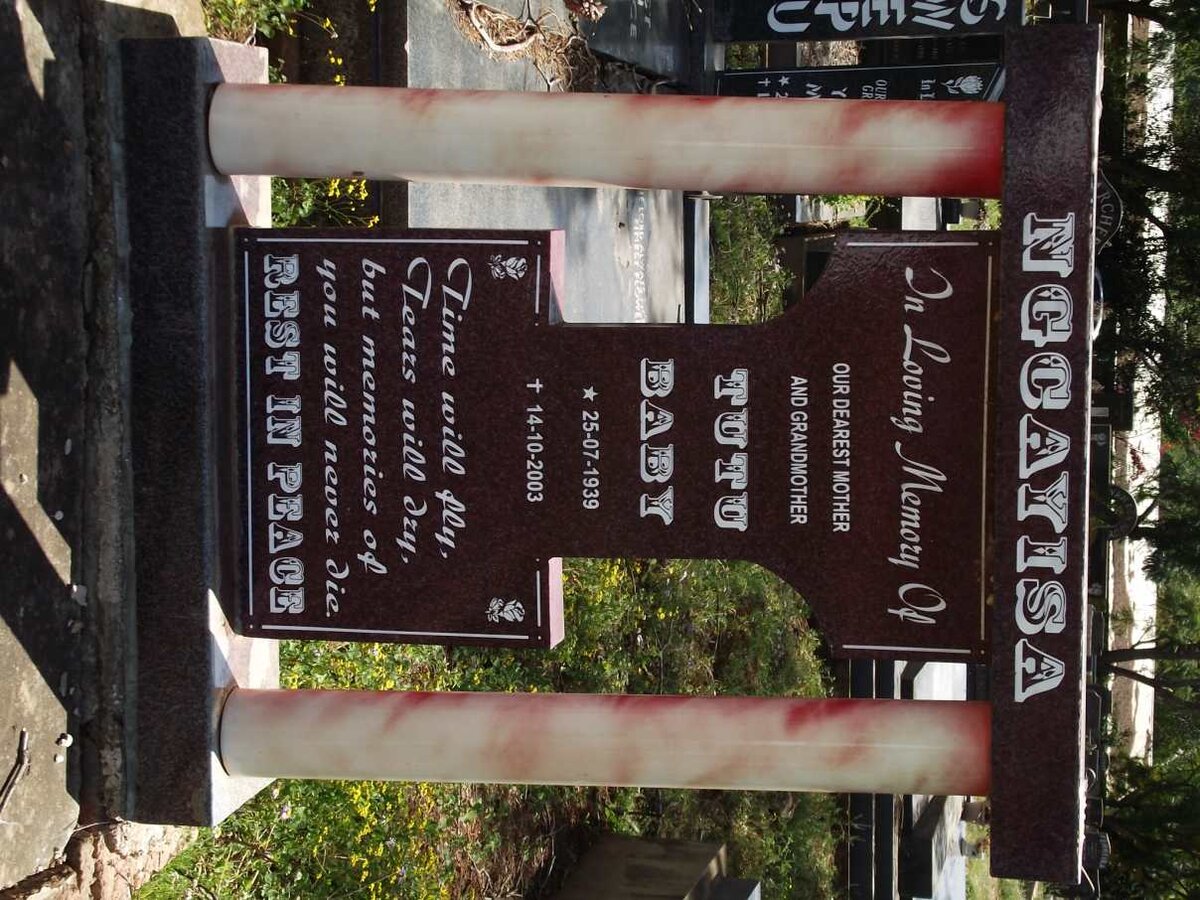 NGCAYISA
In Loving Memory Of
OUR DEAREST MOTHER
AND GRANDMOTHER
TUTU
BABY
★ 25-07-1939
✝ 14-10-2003
Time will fly,
Tears will dry,
but memories of
you will never die.
REST IN PEACE